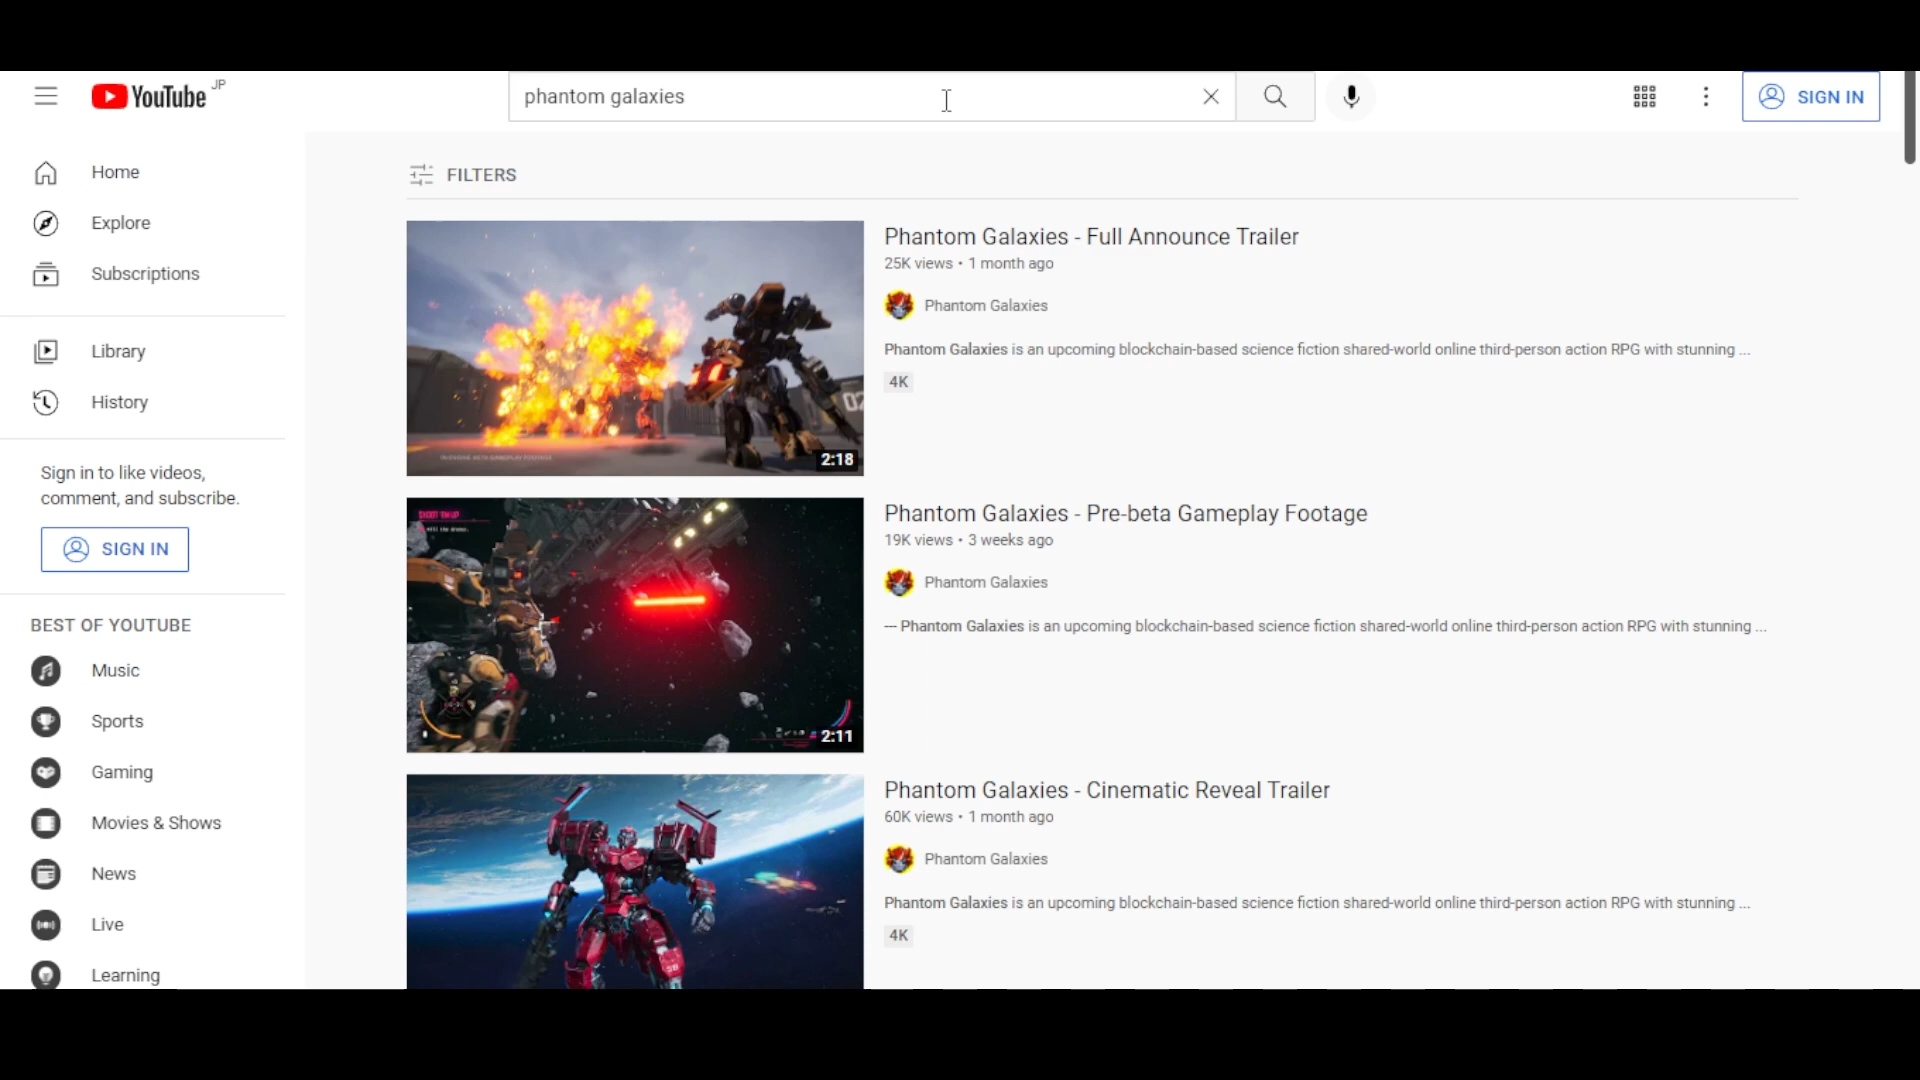 YouTube JP
phantom galaxies
SIGN IN
Home
Explore
Subscriptions
Library
History
Sign in to like videos,
comment, and subscribe.
SIGN IN
BEST OF YOUTUBE
Music
Sports
Gaming
Movies & Shows
News
Live
Learning
FILTERS
2:18
Phantom Galaxies - Full Announce Trailer
25K views • 1 month ago
Phantom Galaxies
Phantom Galaxies is an upcoming blockchain-based science fiction shared-world online third-person action RPG with stunning ...
4K
SHOOT 'EM UP
2:11
Phantom Galaxies - Pre-beta Gameplay Footage
19K views • 3 weeks ago
Phantom Galaxies
--- Phantom Galaxies is an upcoming blockchain-based science fiction shared-world online third-person action RPG with stunning ...
Phantom Galaxies - Cinematic Reveal Trailer
60K views • 1 month ago
Phantom Galaxies
Phantom Galaxies is an upcoming blockchain-based science fiction shared-world online third-person action RPG with stunning ...
4K